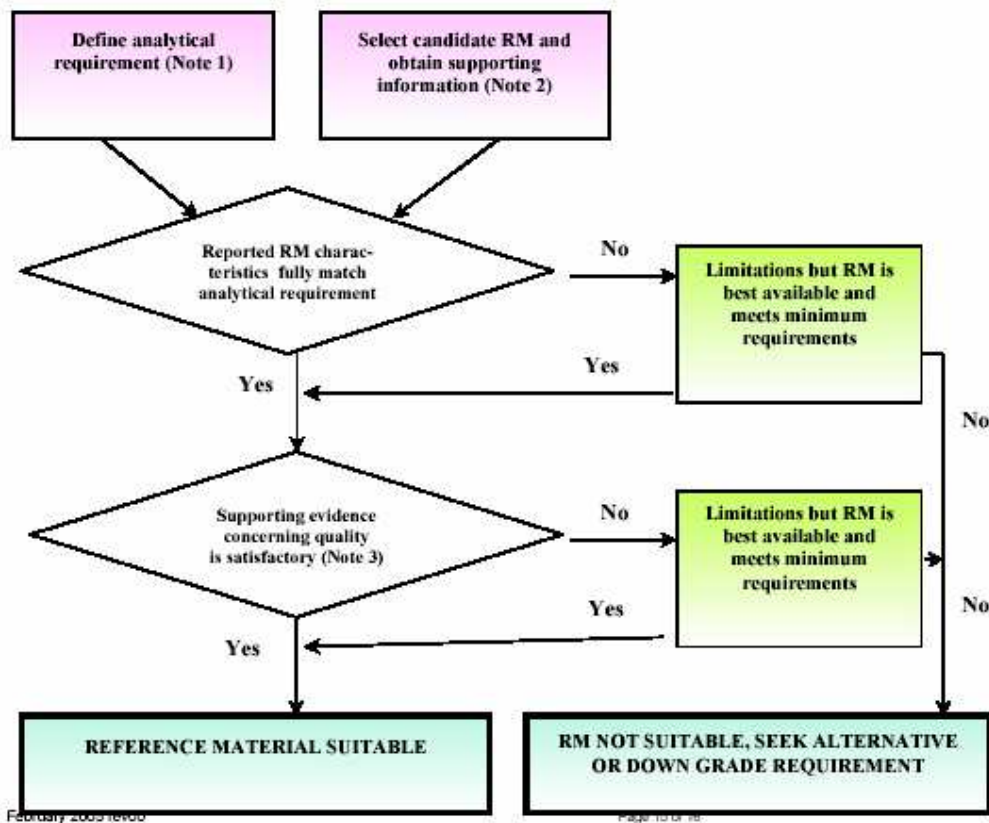 Define analytical
requirement (Note 1)
Select candidate RM and
obtain supporting
information (Note 2)
Reported RM charac-
teristics fully match
analytical requirement
No
Limitations but RM is
best available and
meets minimum
requirements
Yes
Yes
No
Supporting evidence
concerning quality
is satisfactory (Note 3)
No
Limitations but RM is
best available and
meets minimum
requirements
No
Yes
Yes
REFERENCE MATERIAL SUITABLE
RM NOT SUITABLE, SEEK ALTERNATIVE
OR DOWN GRADE REQUIREMENT
February
Page of